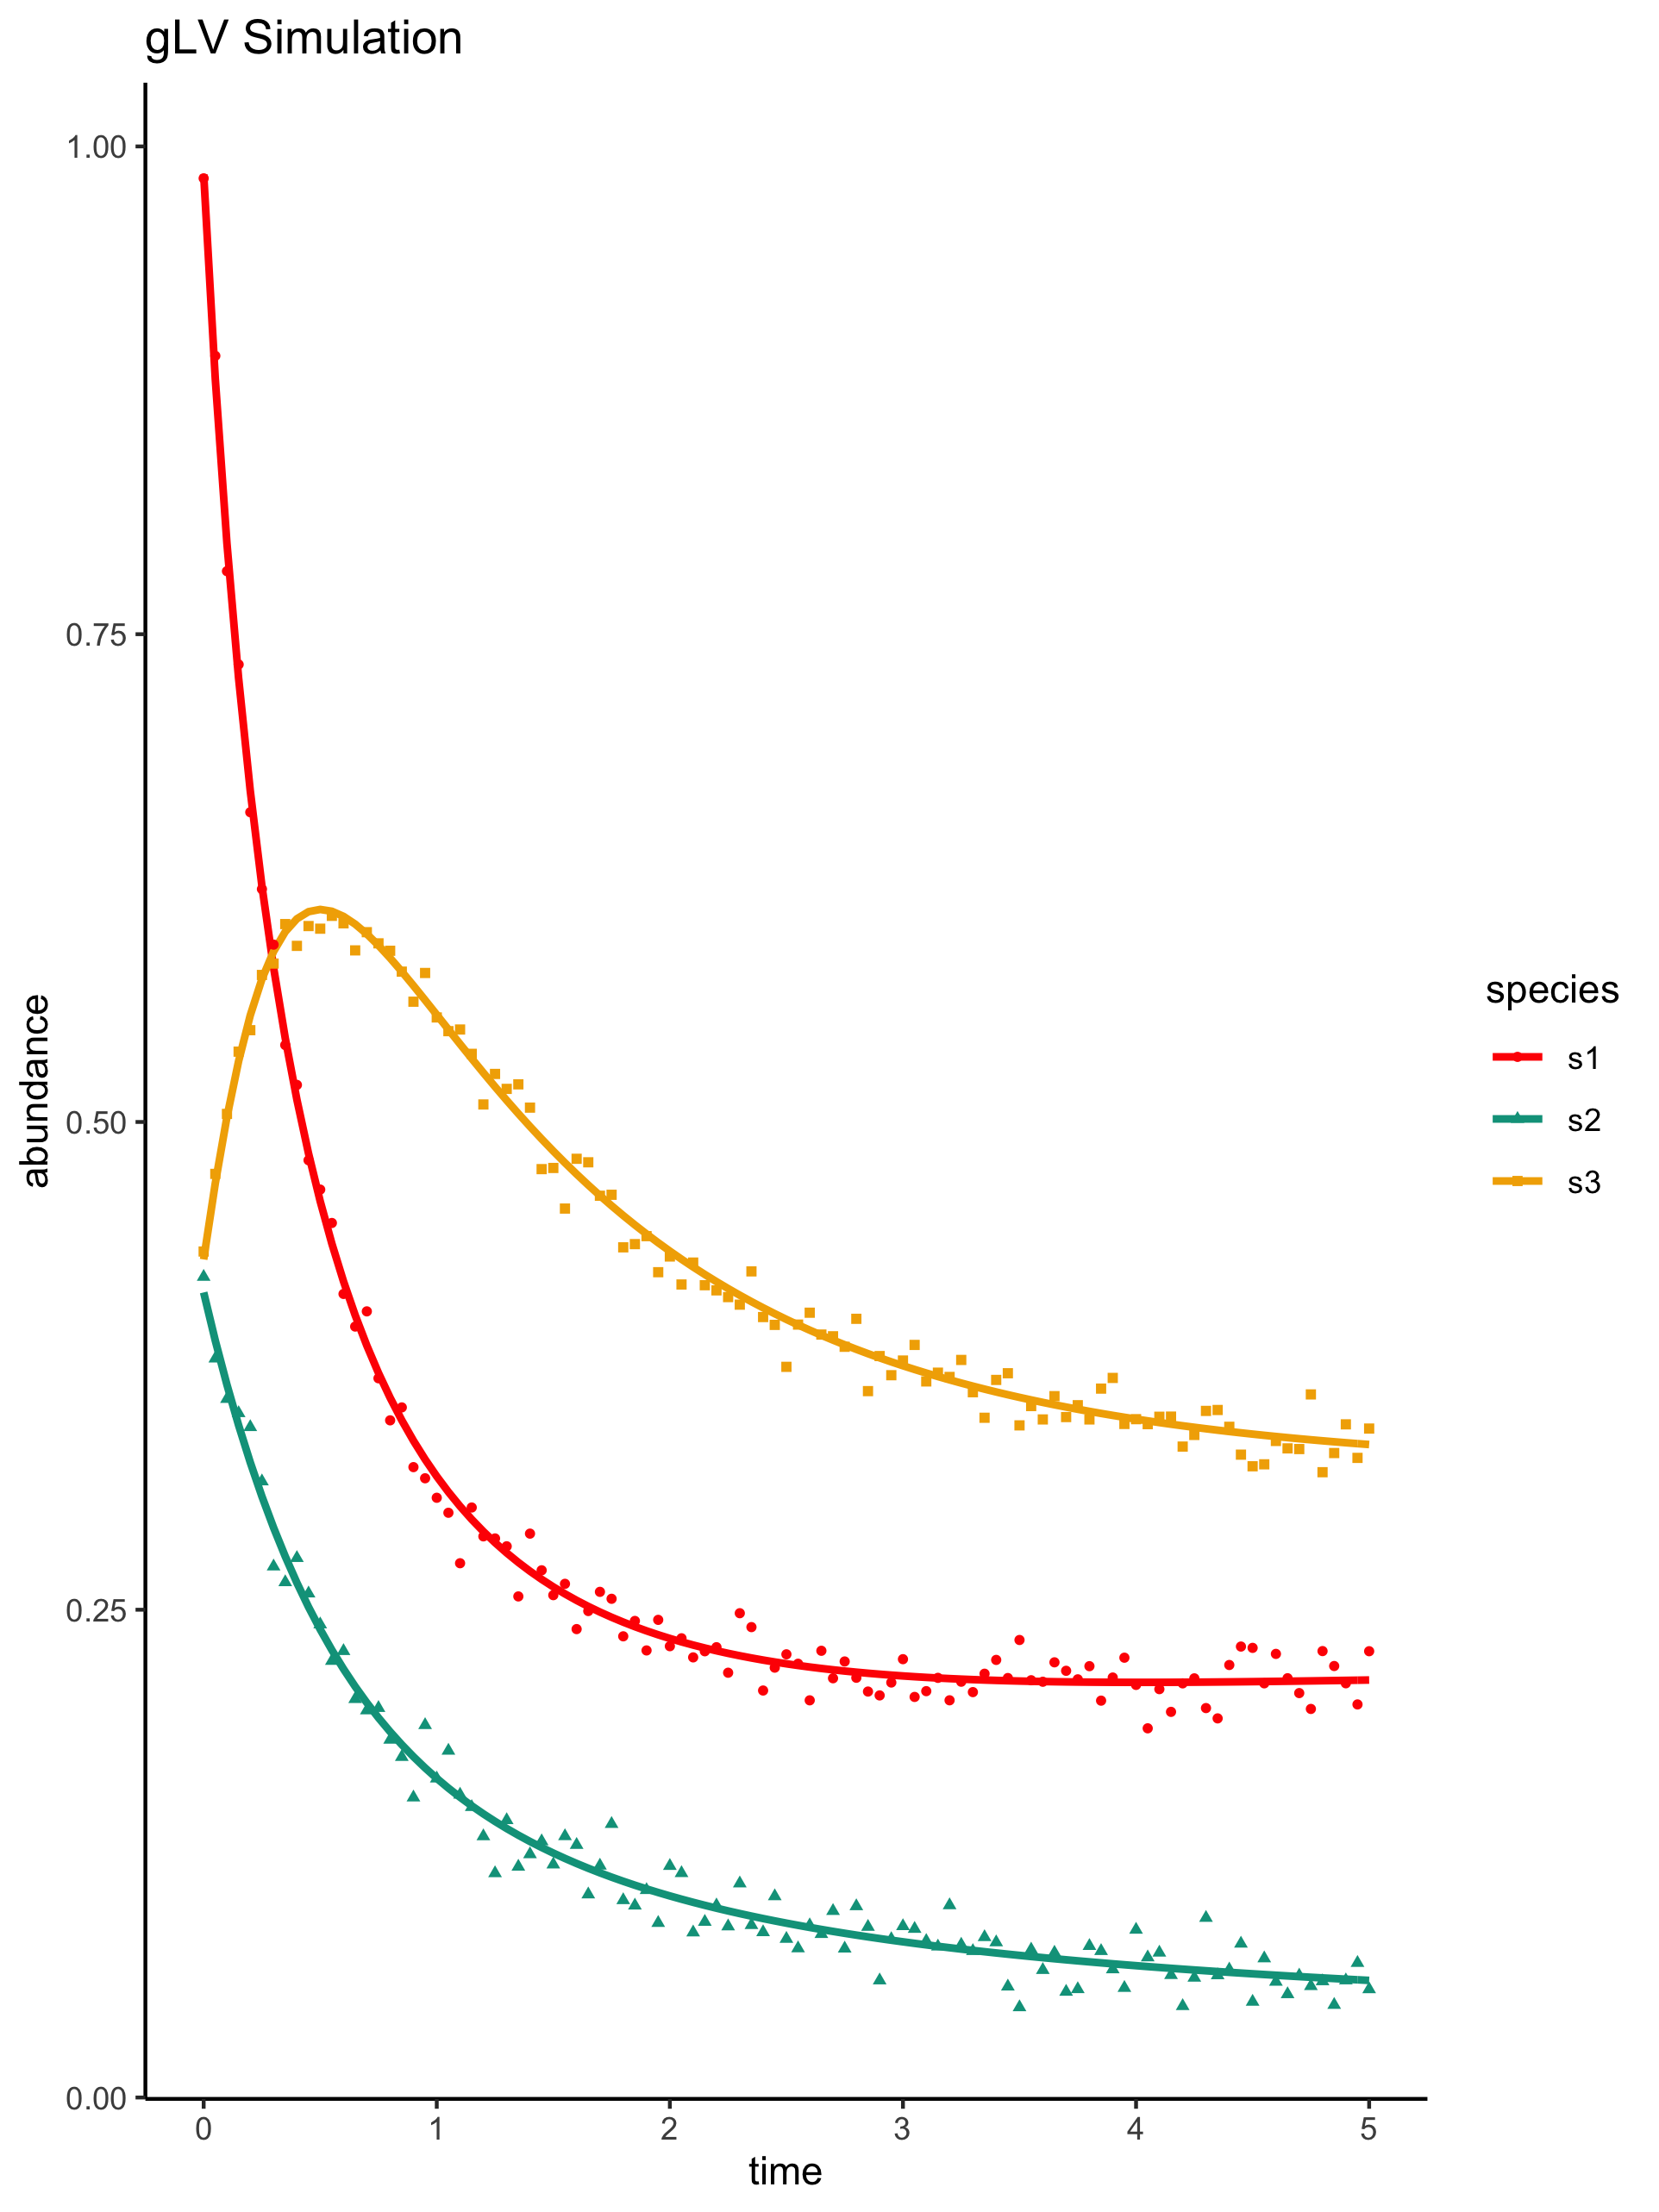 gLV Simulation
1.00
0.75
0.50
0.25
0.00
abundance
0 1 2 3 4 5
time
species
s1
s2
s3